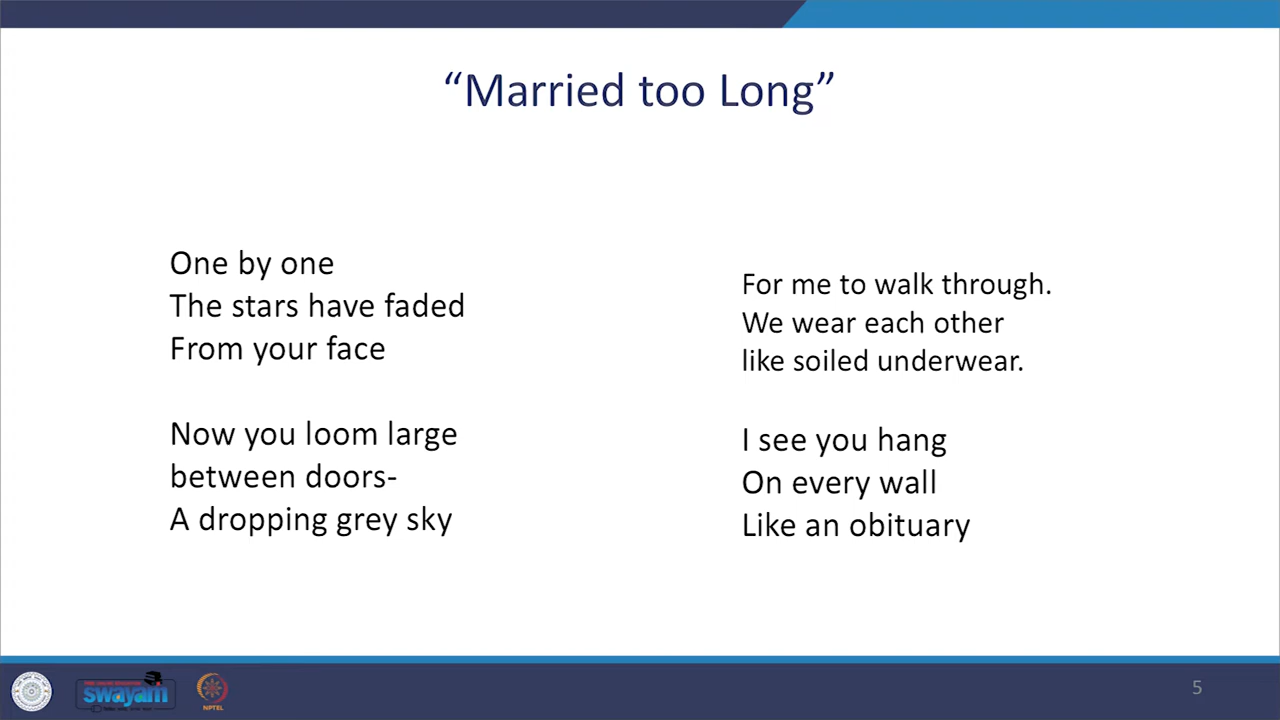 “Married too Long”
One by one
The stars have faded
From your face
Now you loom large
between doors-
A dropping grey sky
For me to walk through.
We wear each other
like soiled underwear.
I see you hang
On every wall
Like an obituary
swayam
NPTEL
5